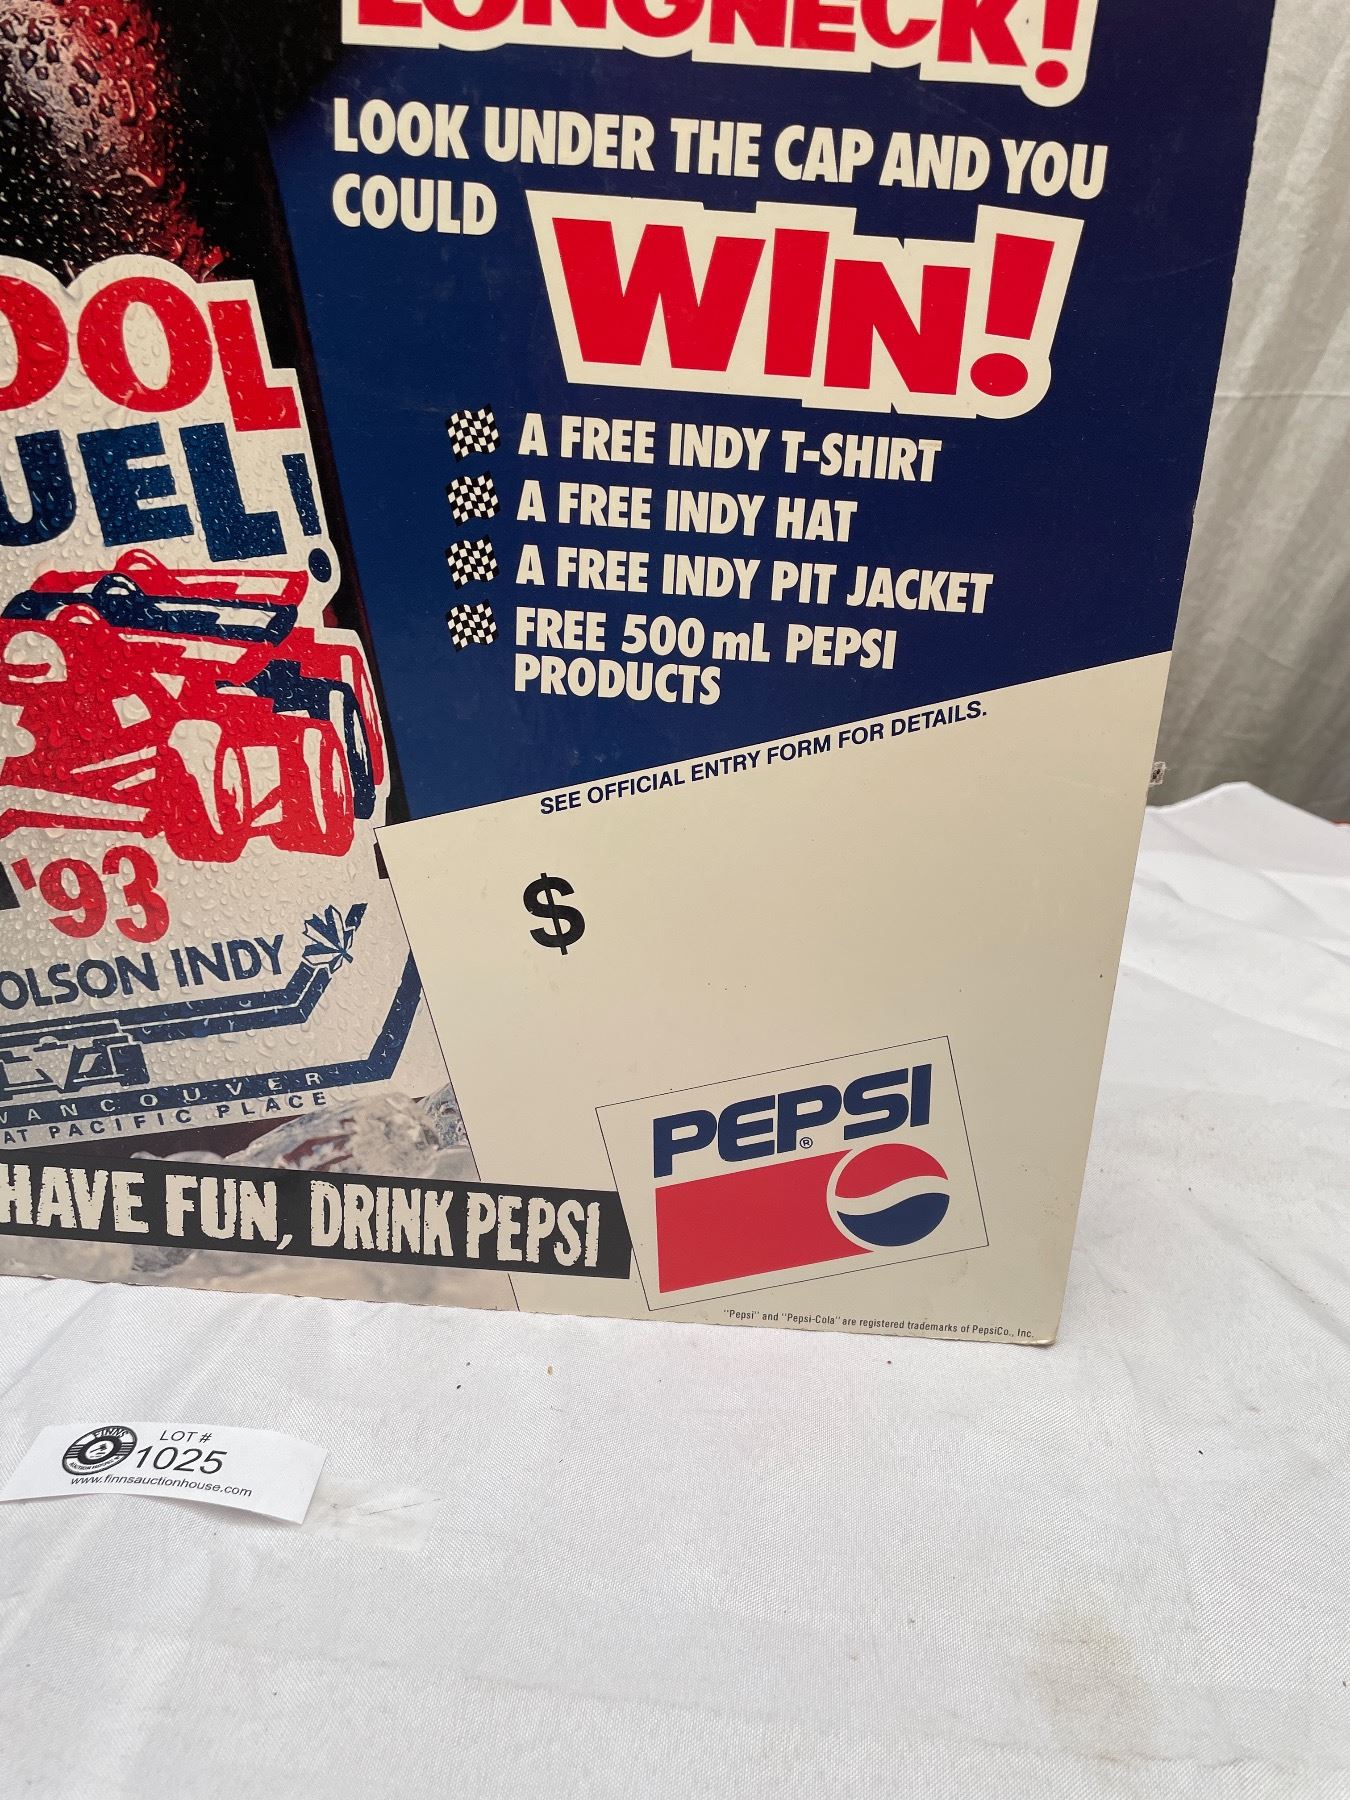 LONGNECK!
LOOK UNDER THE CAP AND YOU
COULD WIN!
A FREE INDY T-SHIRT
A FREE INDY HAT
A FREE INDY PIT JACKET
FREE 500 mL PEPSI
PRODUCTS
SEE OFFICIAL ENTRY FORM FOR DETAILS.
OOL
UEL!
'93
OLSON INDY
VANCOUVER
AT PACIFIC PLACE
$
PEPSI®
HAVE FUN, DRINK PEPSI
"Pepsi" and "Pepsi-Cola" are registered trademarks of PepsiCo., Inc.
LOT #
1025
www.finnsauctionhouse.com